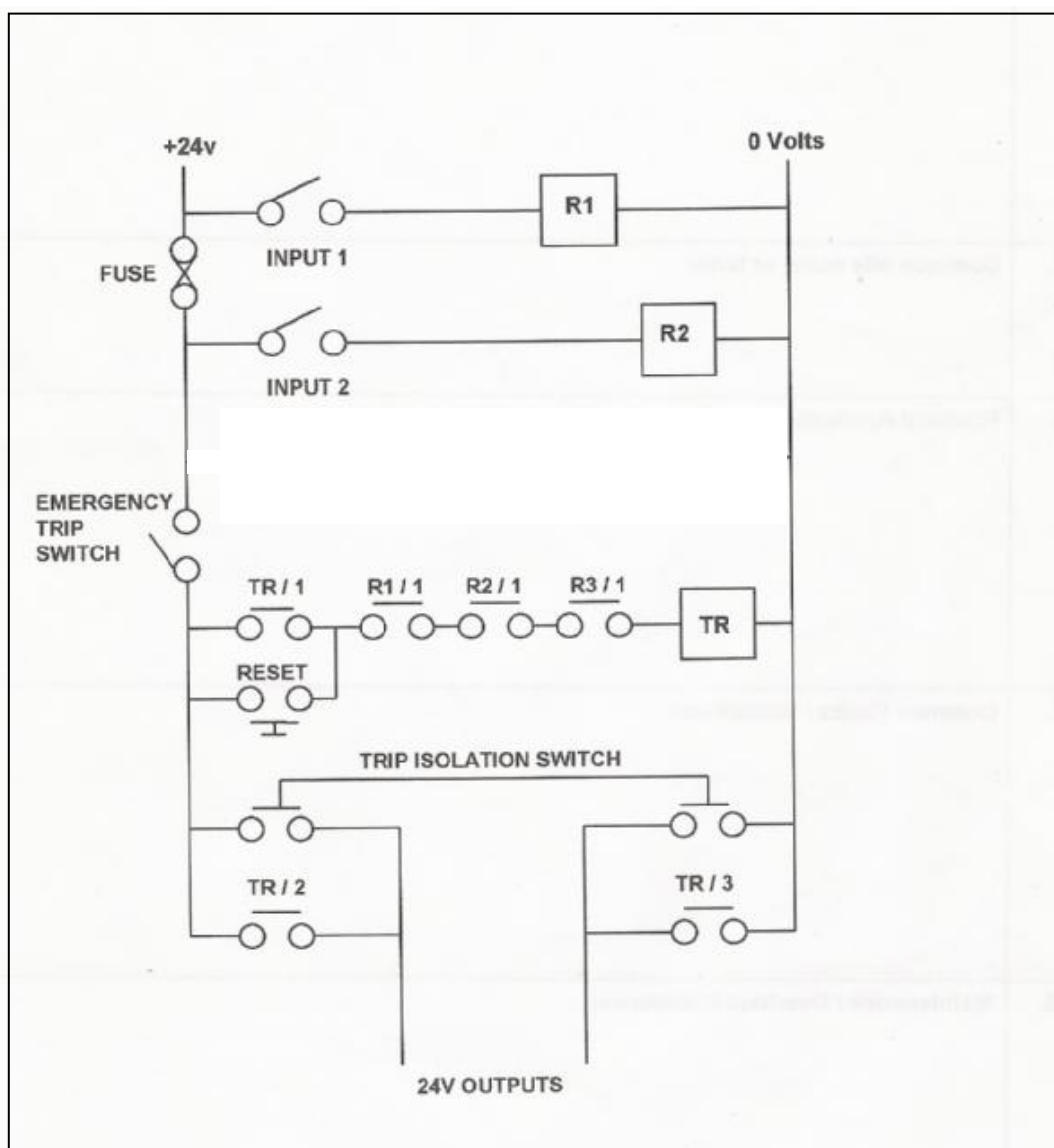 +24v
0 Volts
R1
INPUT 1
FUSE
R2
INPUT 2
EMERGENCY
TRIP
SWITCH
TR / 1
R1 / 1
R2 / 1
R3 / 1
TR
RESET
TRIP ISOLATION SWITCH
TR / 2
TR / 3
24V OUTPUTS